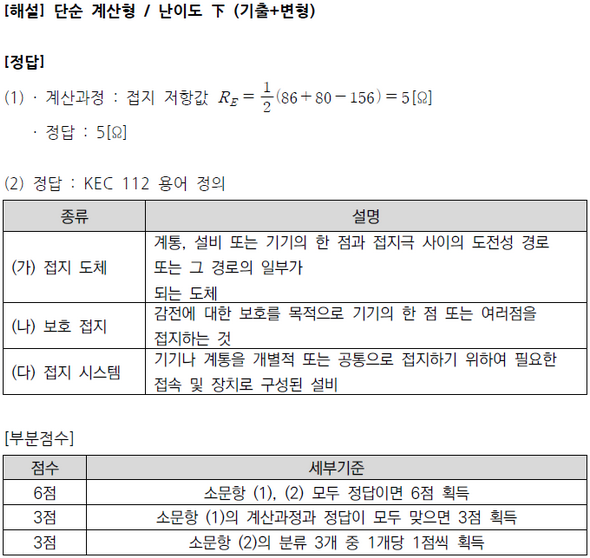 [해설] 단순 계산형 / 난이도 下 (기출+변형)
[정답]
(1) · 계산과정 : 접지 저항값 R_E = 1/2(86+80-156) = 5[Ω]
· 정답 : 5[Ω]
(2) 정답 : KEC 112 용어 정의
종류 설명
(가) 접지 도체 계통, 설비 또는 기기의 한 점과 접지극 사이의 도전성 경로
또는 그 경로의 일부가
되는 도체
(나) 보호 접지 감전에 대한 보호를 목적으로 기기의 한 점 또는 여러점을
접지하는 것
(다) 접지 시스템 기기나 계통을 개별적 또는 공통으로 접지하기 위하여 필요한
접속 및 장치로 구성된 설비
[부분점수]
점수 세부기준
6점 소문항 (1), (2) 모두 정답이면 6점 획득
3점 소문항 (1)의 계산과정과 정답이 모두 맞으면 3점 획득
3점 소문항 (2)의 분류 3개 중 1개당 1점씩 획득